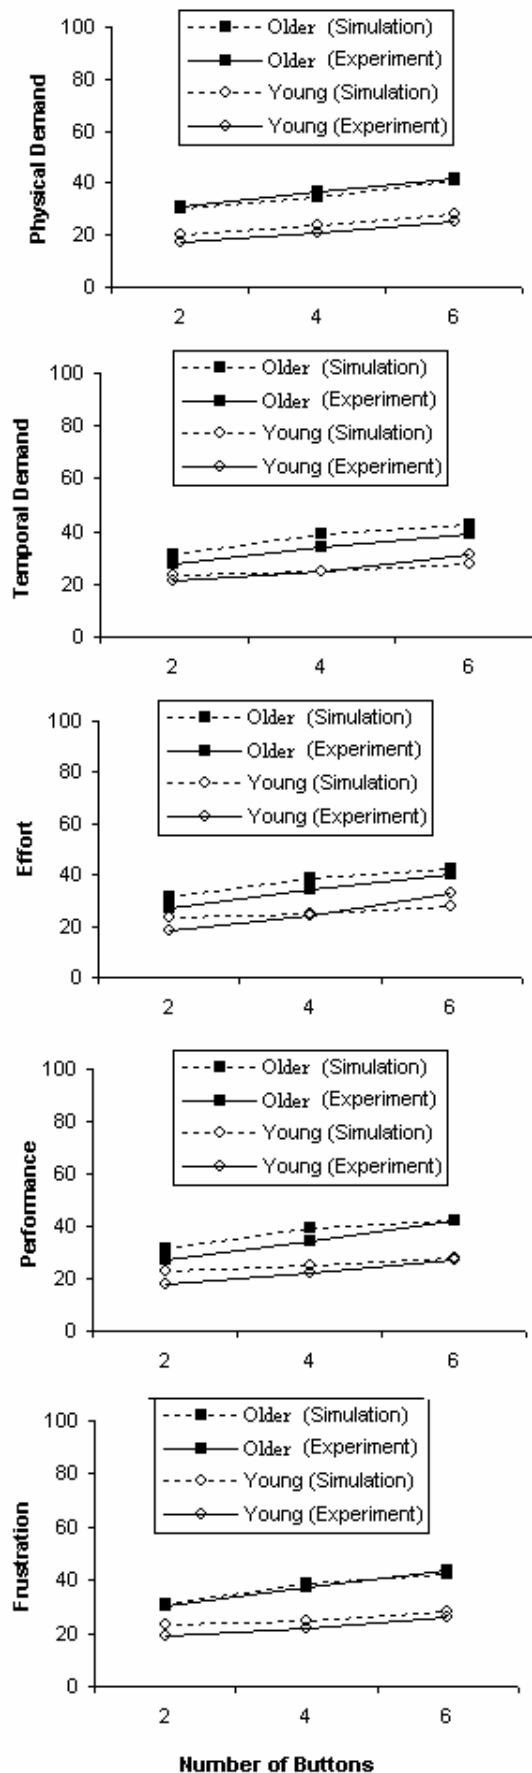 Older (Simulation)
Older (Experiment)
Young (Simulation)
Young (Experiment)
100
80
60
40
20
0
Physical Demand
2 4 6
Older (Simulation)
Older (Experiment)
Young (Simulation)
Young (Experiment)
100
80
60
40
20
0
Temporal Demand
2 4 6
Older (Simulation)
Older (Experiment)
Young (Simulation)
Young (Experiment)
100
80
60
40
20
0
Effort
2 4 6
Older (Simulation)
Older (Experiment)
Young (Simulation)
Young (Experiment)
100
80
60
40
20
0
Performance
2 4 6
Older (Simulation)
Older (Experiment)
Young (Simulation)
Young (Experiment)
100
80
60
40
20
0
Frustration
2 4 6
Number of Buttons